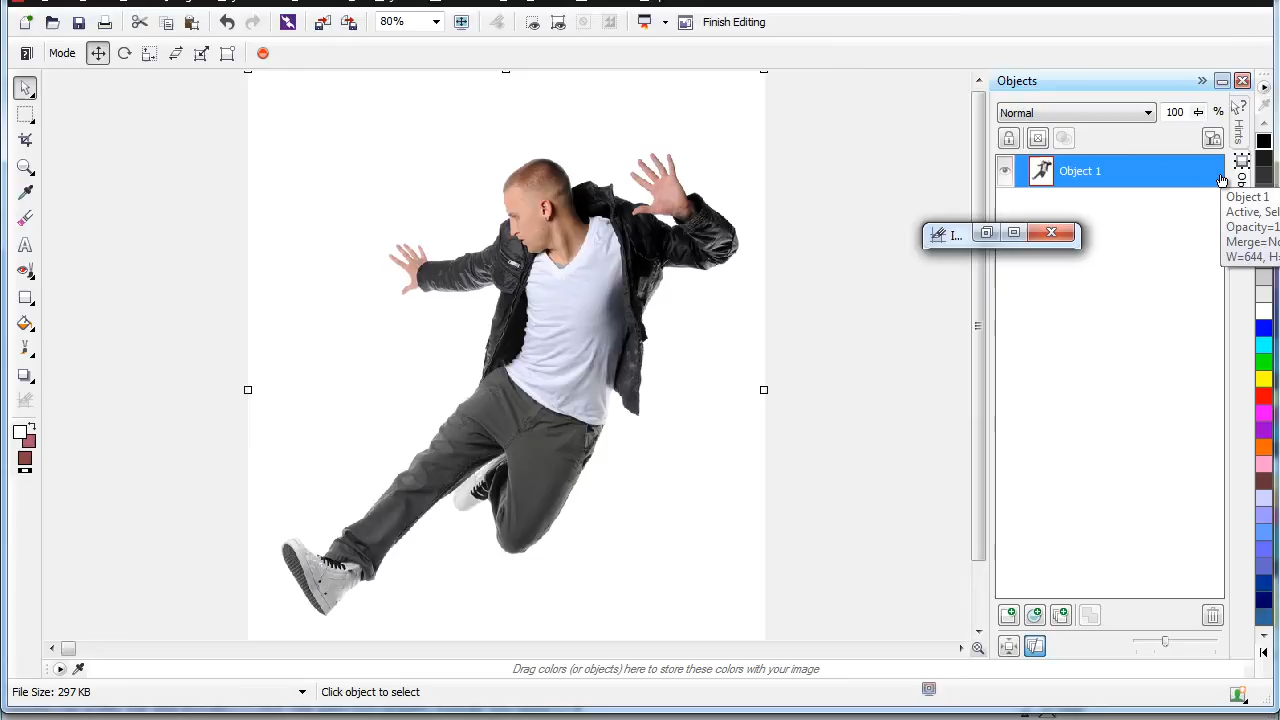 80%
Finish Editing
Mode
Objects
Normal
100
%
Hints
Object 1
Object 1
Active, Sel
Opacity=1
Merge=No
W=644, H=
I...
Drag colors (or objects) here to store these colors with your image
File Size: 297 KB
Click object to select